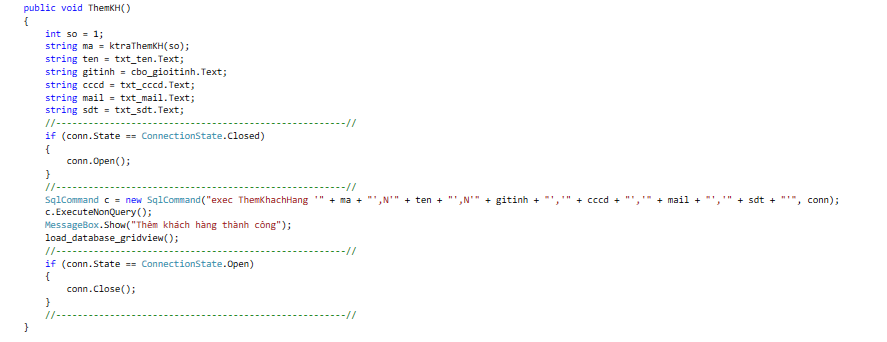 public void ThemKH()
{
int so = 1;
string ma = ktraThemKH(so);
string ten = txt_ten.Text;
string gitinh = cbo_gioitinh.Text;
string cccd = txt_cccd.Text;
string mail = txt_mail.Text;
string sdt = txt_sdt.Text;
//-------------------------------------------------------//
if (conn.State == ConnectionState.Closed)
{
conn.Open();
}
//-------------------------------------------------------//
SqlCommand c = new SqlCommand("exec ThemKhachHang '" + ma + "',N'" + ten + "',N'" + gitinh + "','" + cccd + "','" + mail + "','" + sdt + "'", conn);
c.ExecuteNonQuery();
MessageBox.Show("Thêm khách hàng thành công");
load_database_gridview();
//-------------------------------------------------------//
if (conn.State == ConnectionState.Open)
{
conn.Close();
}
//-------------------------------------------------------//
}